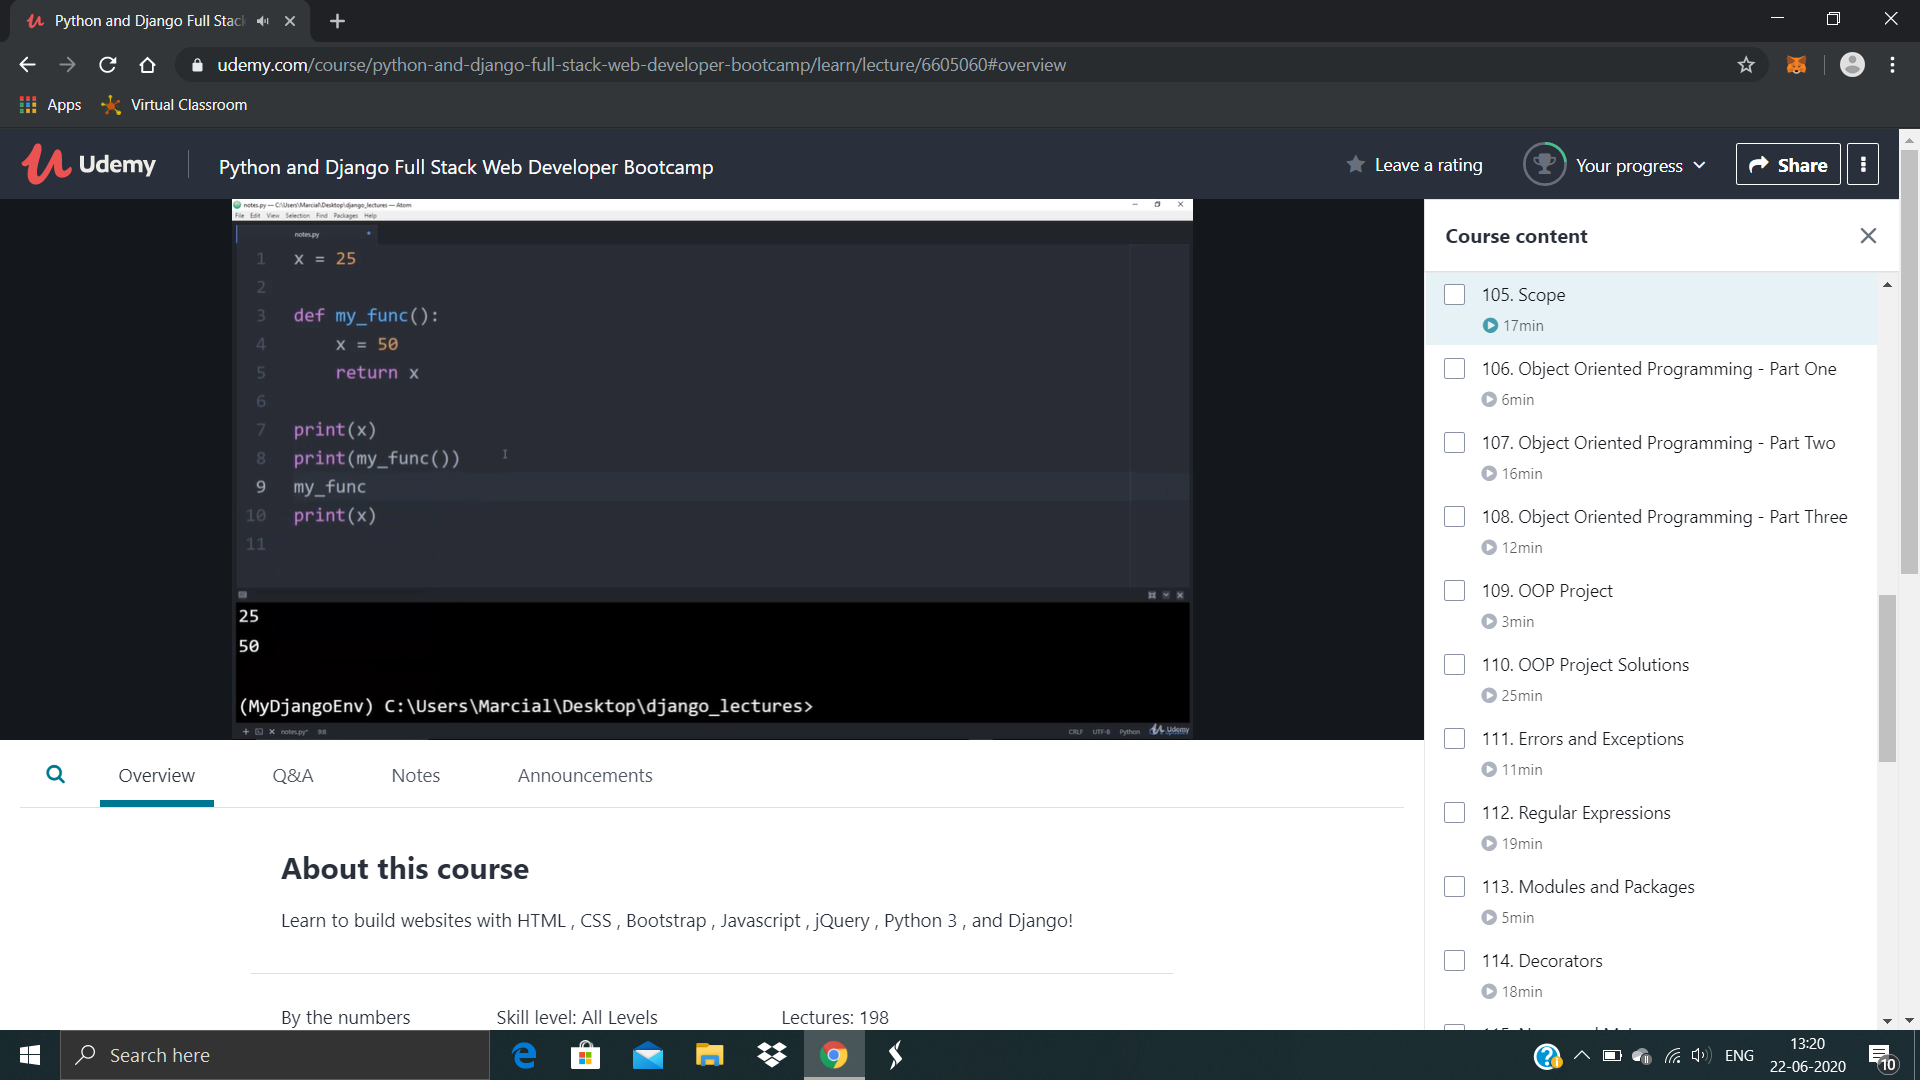 Python and Django Full Stac
udemy.com/course/python-and-django-full-stack-web-developer-bootcamp/learn/lecture/6605060#overview
Apps
Virtual Classroom
Udemy
Python and Django Full Stack Web Developer Bootcamp
Leave a rating
Your progress
Share
notes.py — C:\Users\Marcial\Desktop\django_lectures — Atom
File Edit View Selection Find Packages Help
notes.py
1 x = 25
2
3 def my_func():
4 x = 50
5 return x
6
7 print(x)
8 print(my_func())
9 my_func
10 print(x)
11
25
50
(MyDjangoEnv) C:\Users\Marcial\Desktop\django_lectures>
notes.py* 9:8
CRLF UTF-8 Python
Udemy
Course content
105. Scope
17min
106. Object Oriented Programming - Part One
6min
107. Object Oriented Programming - Part Two
16min
108. Object Oriented Programming - Part Three
12min
109. OOP Project
3min
110. OOP Project Solutions
25min
111. Errors and Exceptions
11min
112. Regular Expressions
19min
113. Modules and Packages
5min
114. Decorators
18min
Overview
Q&A
Notes
Announcements
About this course
Learn to build websites with HTML , CSS , Bootstrap , Javascript , jQuery , Python 3 , and Django!
By the numbers
Skill level: All Levels
Lectures: 198
Search here
ENG
13:20
22-06-2020
10